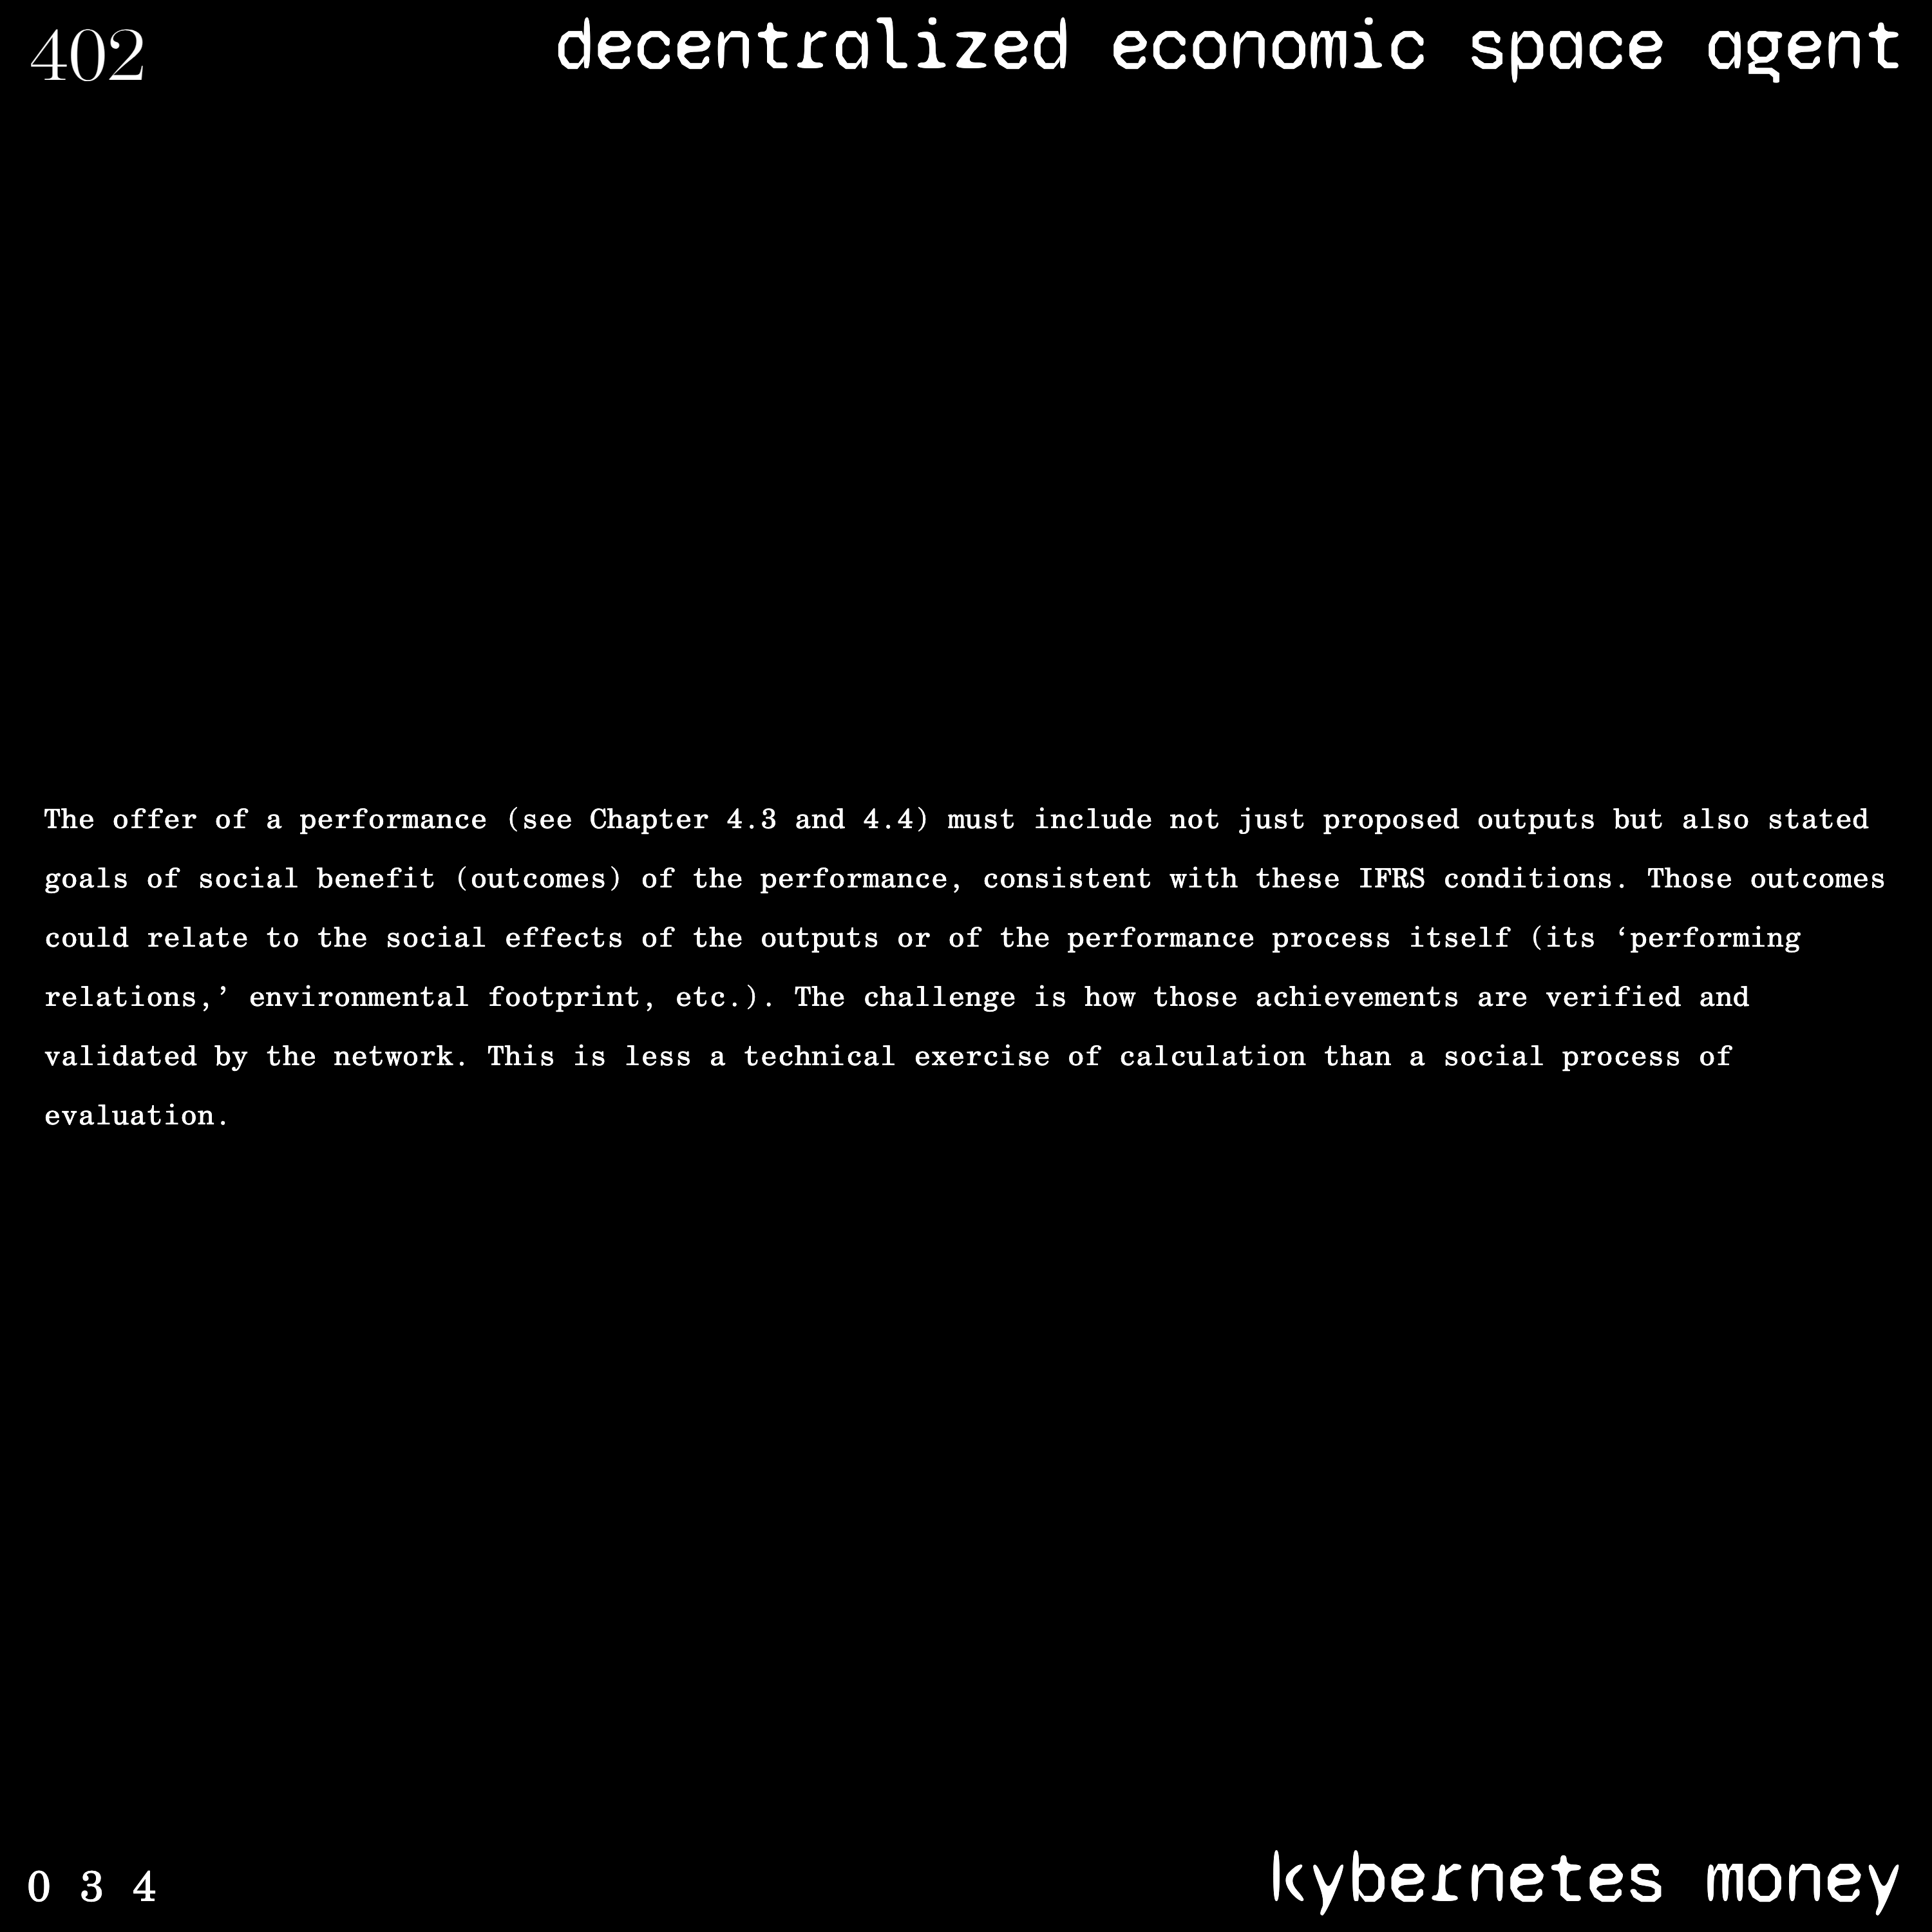 402
decentralized economic space agent
The offer of a performance (see Chapter 4.3 and 4.4) must include not just proposed outputs but also stated
goals of social benefit (outcomes) of the performance, consistent with these IFRS conditions. Those outcomes
could relate to the social effects of the outputs or of the performance process itself (its ‘performing
relations,’ environmental footprint, etc.). The challenge is how those achievements are verified and
validated by the network. This is less a technical exercise of calculation than a social process of
evaluation.
0 3 4
kybernetes money